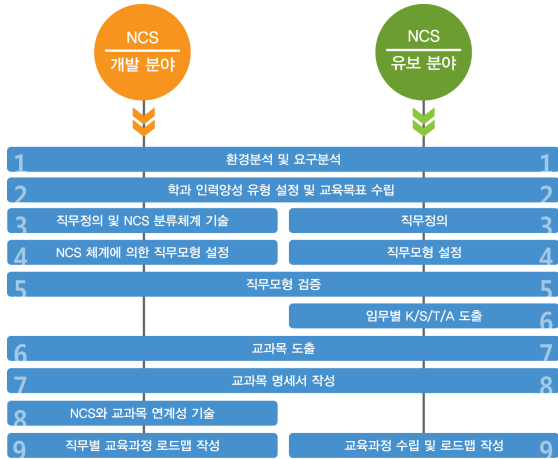 NCS
개발 분야
NCS
유보 분야
1 환경분석 및 요구분석 1
2 학과 인력양성 유형 설정 및 교육목표 수립 2
3 직무정의 및 NCS 분류체계 기술
직무정의 3
4 NCS 체계에 의한 직무모형 설정
직무모형 설정 4
5 직무모형 검증 5
임무별 K/S/T/A 도출 6
6 교과목 도출 7
7 교과목 명세서 작성 8
8 NCS와 교과목 연계성 기술
9 직무별 교육과정 로드맵 작성
교육과정 수립 및 로드맵 작성 9